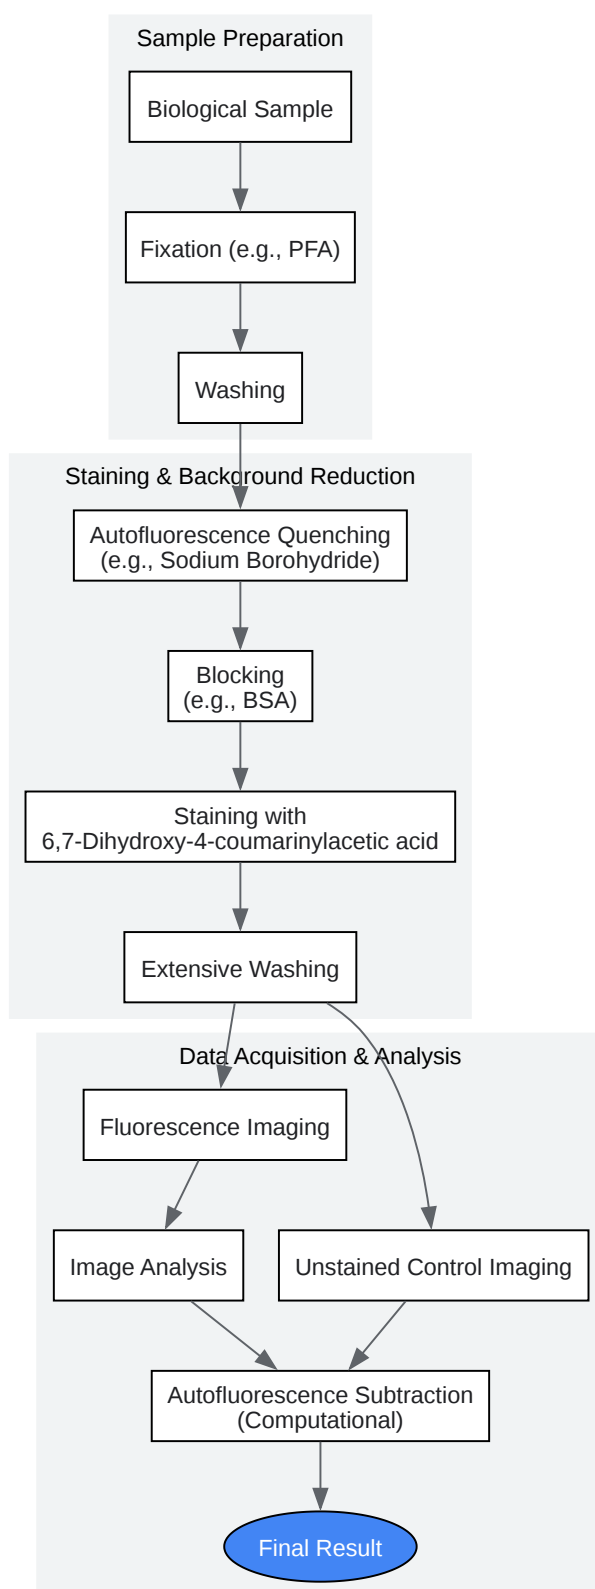 Sample Preparation
Biological Sample
Fixation (e.g., PFA)
Washing
Staining & Background Reduction
Autofluorescence Quenching
(e.g., Sodium Borohydride)
Blocking
(e.g., BSA)
Staining with
6,7-Dihydroxy-4-coumarinylacetic acid
Extensive Washing
Data Acquisition & Analysis
Fluorescence Imaging
Image Analysis
Unstained Control Imaging
Autofluorescence Subtraction
(Computational)
Final Result